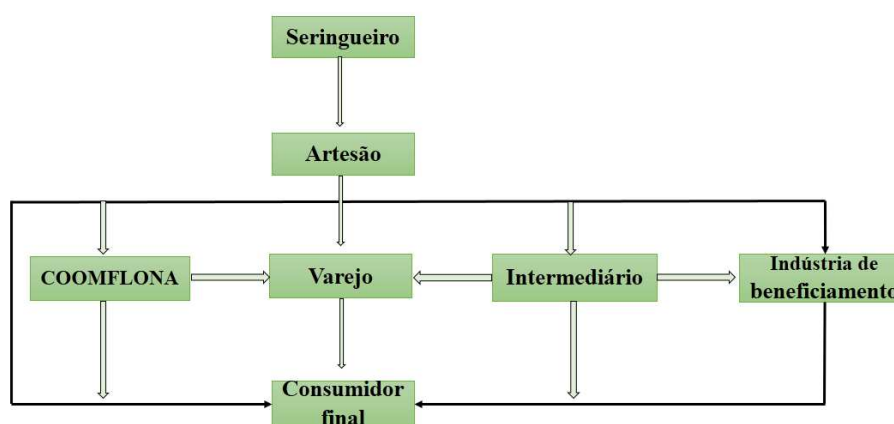 Seringueiro
Artesão
COOMFLONA
Varejo
Intermediário
Indústria de
beneficiamento
Consumidor
final